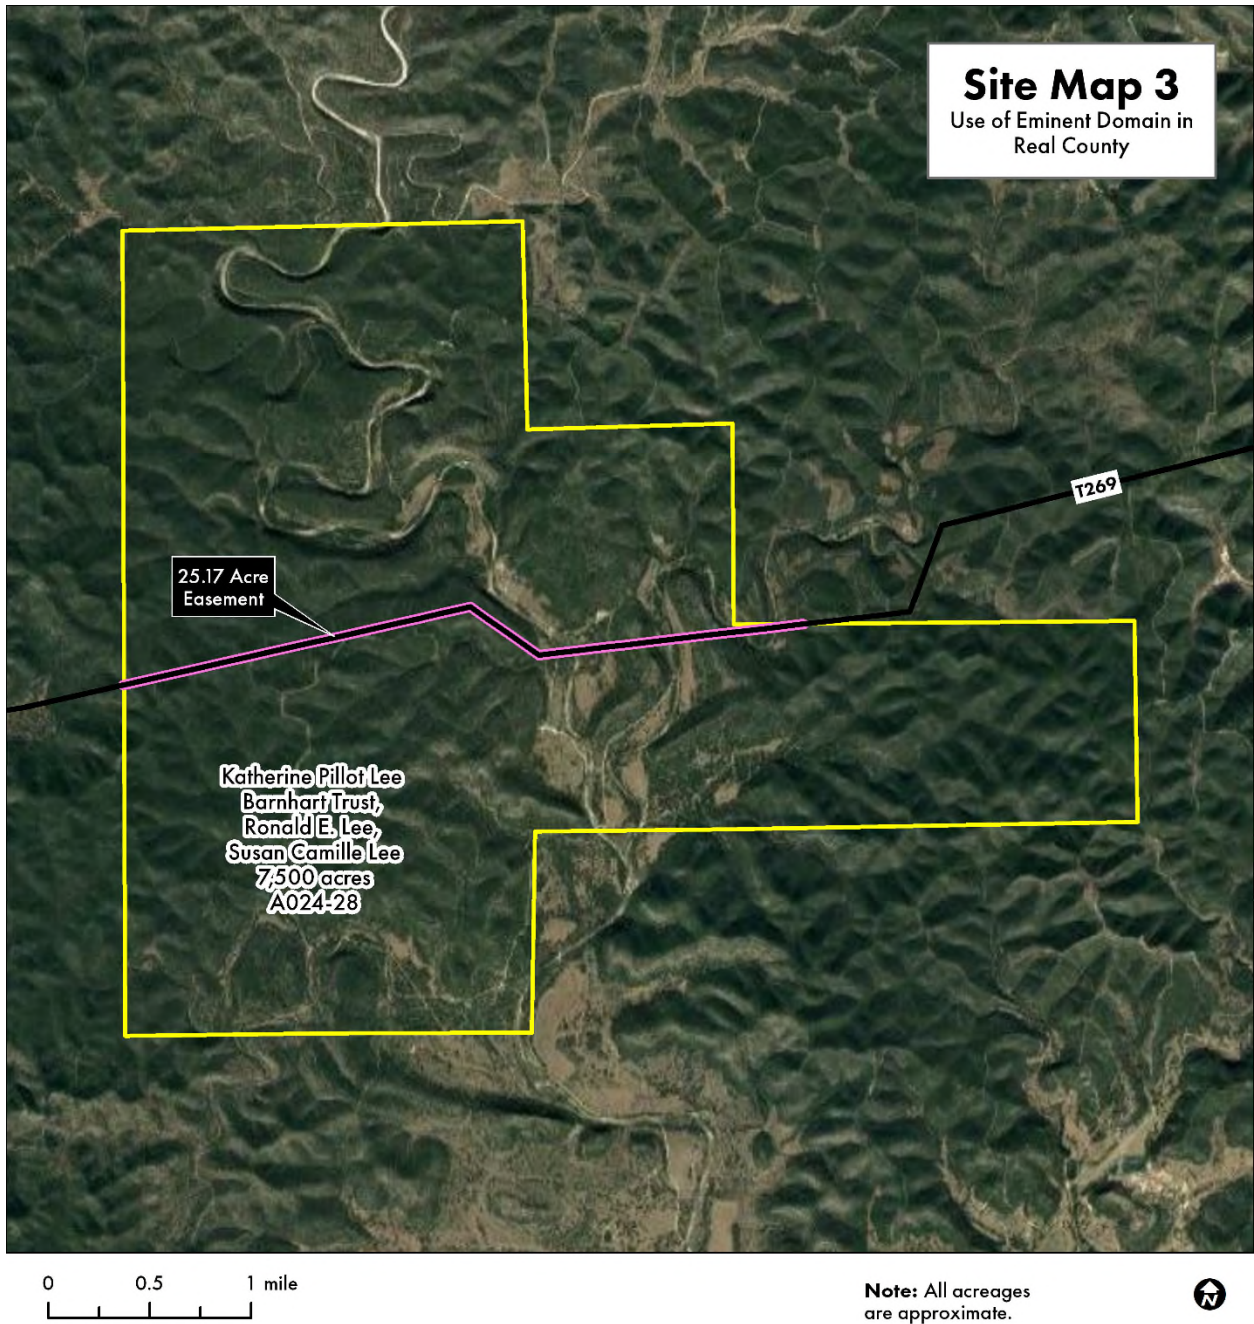 Site Map 3
Use of Eminent Domain in
Real County
T269
25.17 Acre
Easement
Katherine Pillot Lee
Barnhart Trust,
Ronald E. Lee,
Susan Camille Lee
7,500 acres
A024-28
0 0.5 1 mile
Note: All acreages
are approximate.
N